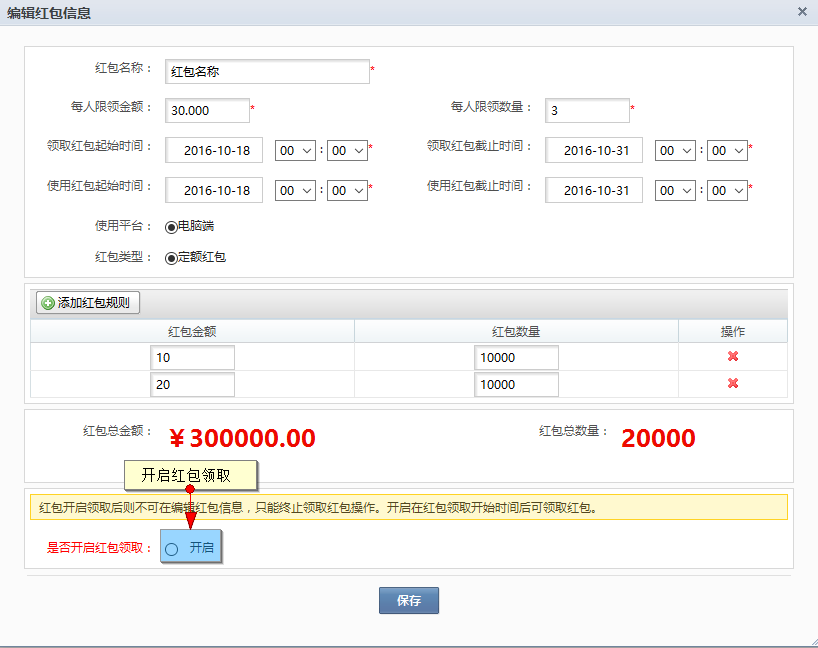 编辑红包信息
红包名称： 红包名称 *
每人限领金额： 30.000 * 每人限领数量： 3 *
领取红包起始时间： 2016-10-18 00 : 00 * 领取红包截止时间： 2016-10-31 00 : 00 *
使用红包起始时间： 2016-10-18 00 : 00 * 使用红包截止时间： 2016-10-31 00 : 00 *
使用平台： 电脑端
红包类型： 定额红包
添加红包规则
红包金额 红包数量 操作
10 10000
20 10000
红包总金额： ￥300000.00 红包总数量： 20000
开启红包领取
红包开启领取后则不可在编辑红包信息，只能终止领取红包操作。开启在红包领取开始时间后可领取红包。
是否开启红包领取： 开启
保存